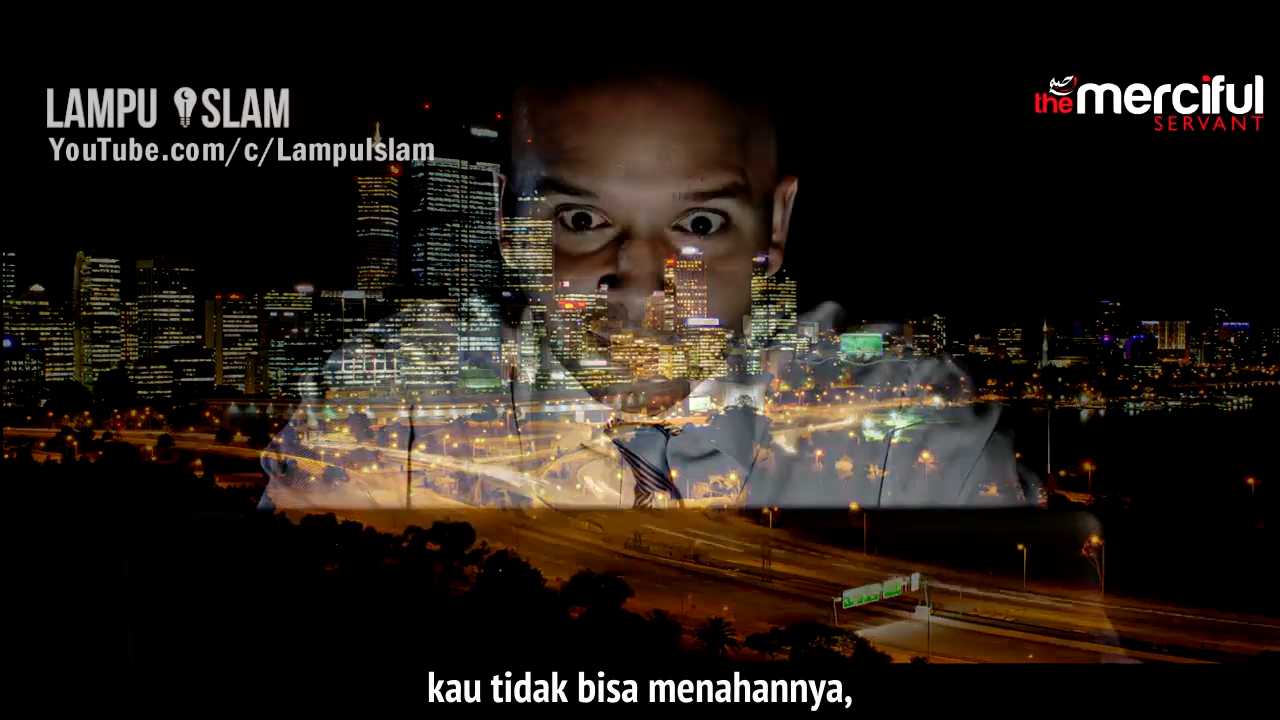 LAMPU ISLAM
YouTube.com/c/LampuIslam
the merciful
SERVANT
kau tidak bisa menahannya,